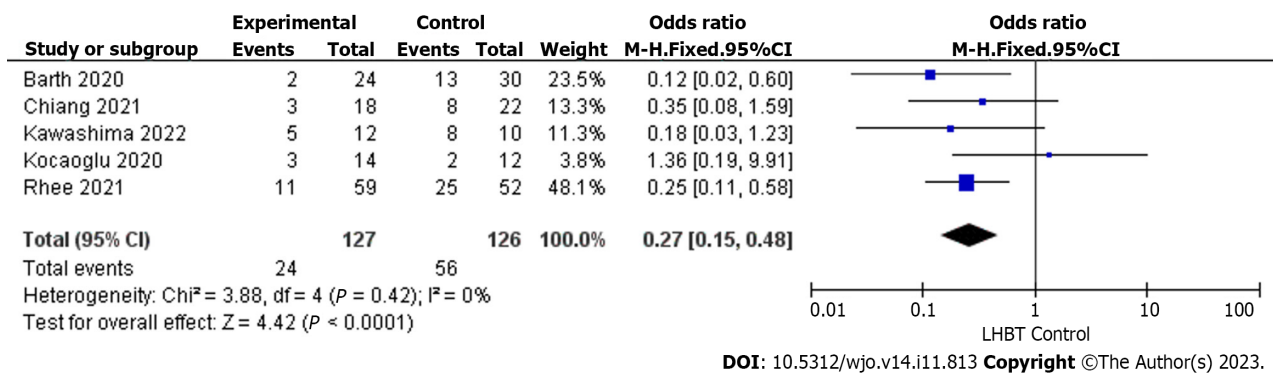 Experimental Control Odds ratio Odds ratio
Study or subgroup Events Total Events Total Weight M-H.Fixed.95%CI M-H.Fixed.95%CI
Barth 2020 2 24 13 30 23.5% 0.12 [0.02, 0.60]
Chiang 2021 3 18 8 22 13.3% 0.35 [0.08, 1.59]
Kawashima 2022 5 12 8 10 11.3% 0.18 [0.03, 1.23]
Kocaoglu 2020 3 14 2 12 3.8% 1.36 [0.19, 9.91]
Rhee 2021 11 59 25 52 48.1% 0.25 [0.11, 0.58]
Total (95% CI) 127 126 100.0% 0.27 [0.15, 0.48]
Total events 24 56
Heterogeneity: Chi² = 3.88, df = 4 (P = 0.42); I² = 0%
Test for overall effect: Z = 4.42 (P < 0.0001)
0.01 0.1 1 10 100
LHBT Control
DOI: 10.5312/wjo.v14.i11.813 Copyright ©The Author(s) 2023.